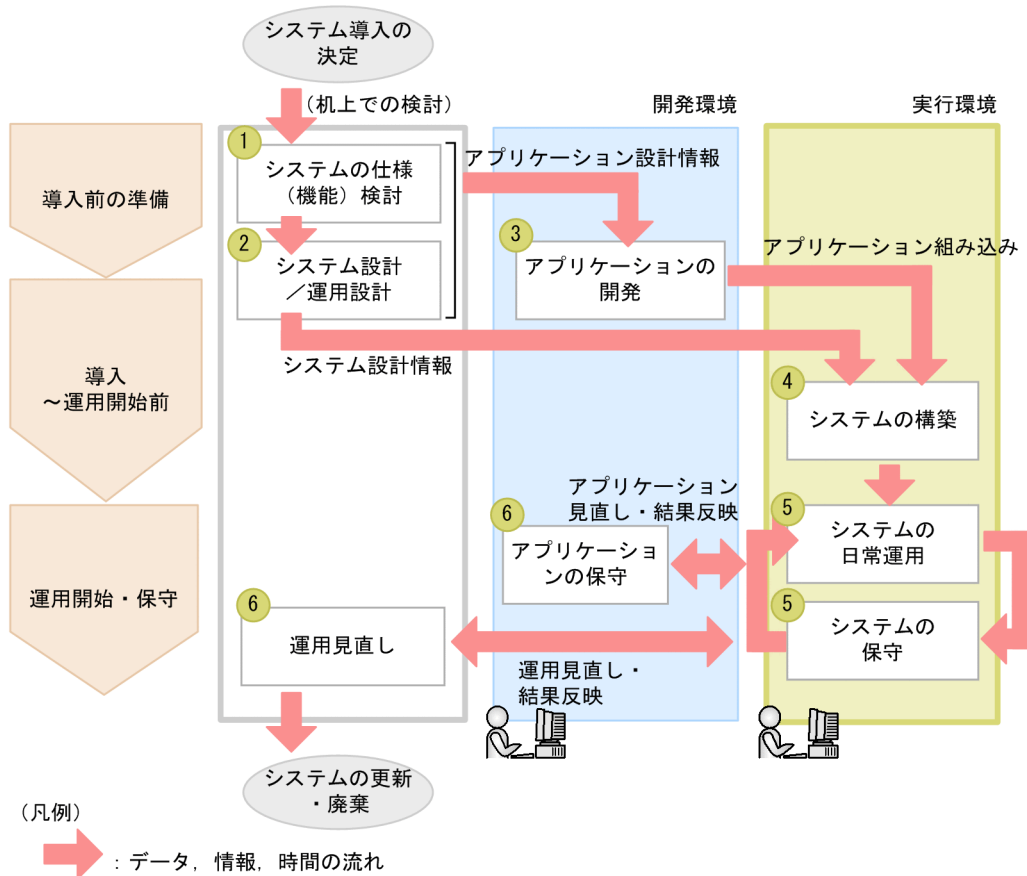 システム導入の
決定
(机上での検討)
開発環境
実行環境
導入前の準備
1
システムの仕様
(機能)検討
アプリケーション設計情報
2
システム設計
/運用設計
3
アプリケーションの
開発
アプリケーション組み込み
システム設計情報
導入
~運用開始前
4
システムの構築
アプリケーション
見直し・結果反映
6
アプリケーショ
ンの保守
5
システムの
日常運用
運用開始・保守
6
運用見直し
5
システムの
保守
運用見直し・
結果反映
システムの更新
・廃棄
(凡例)
:データ, 情報, 時間の流れ